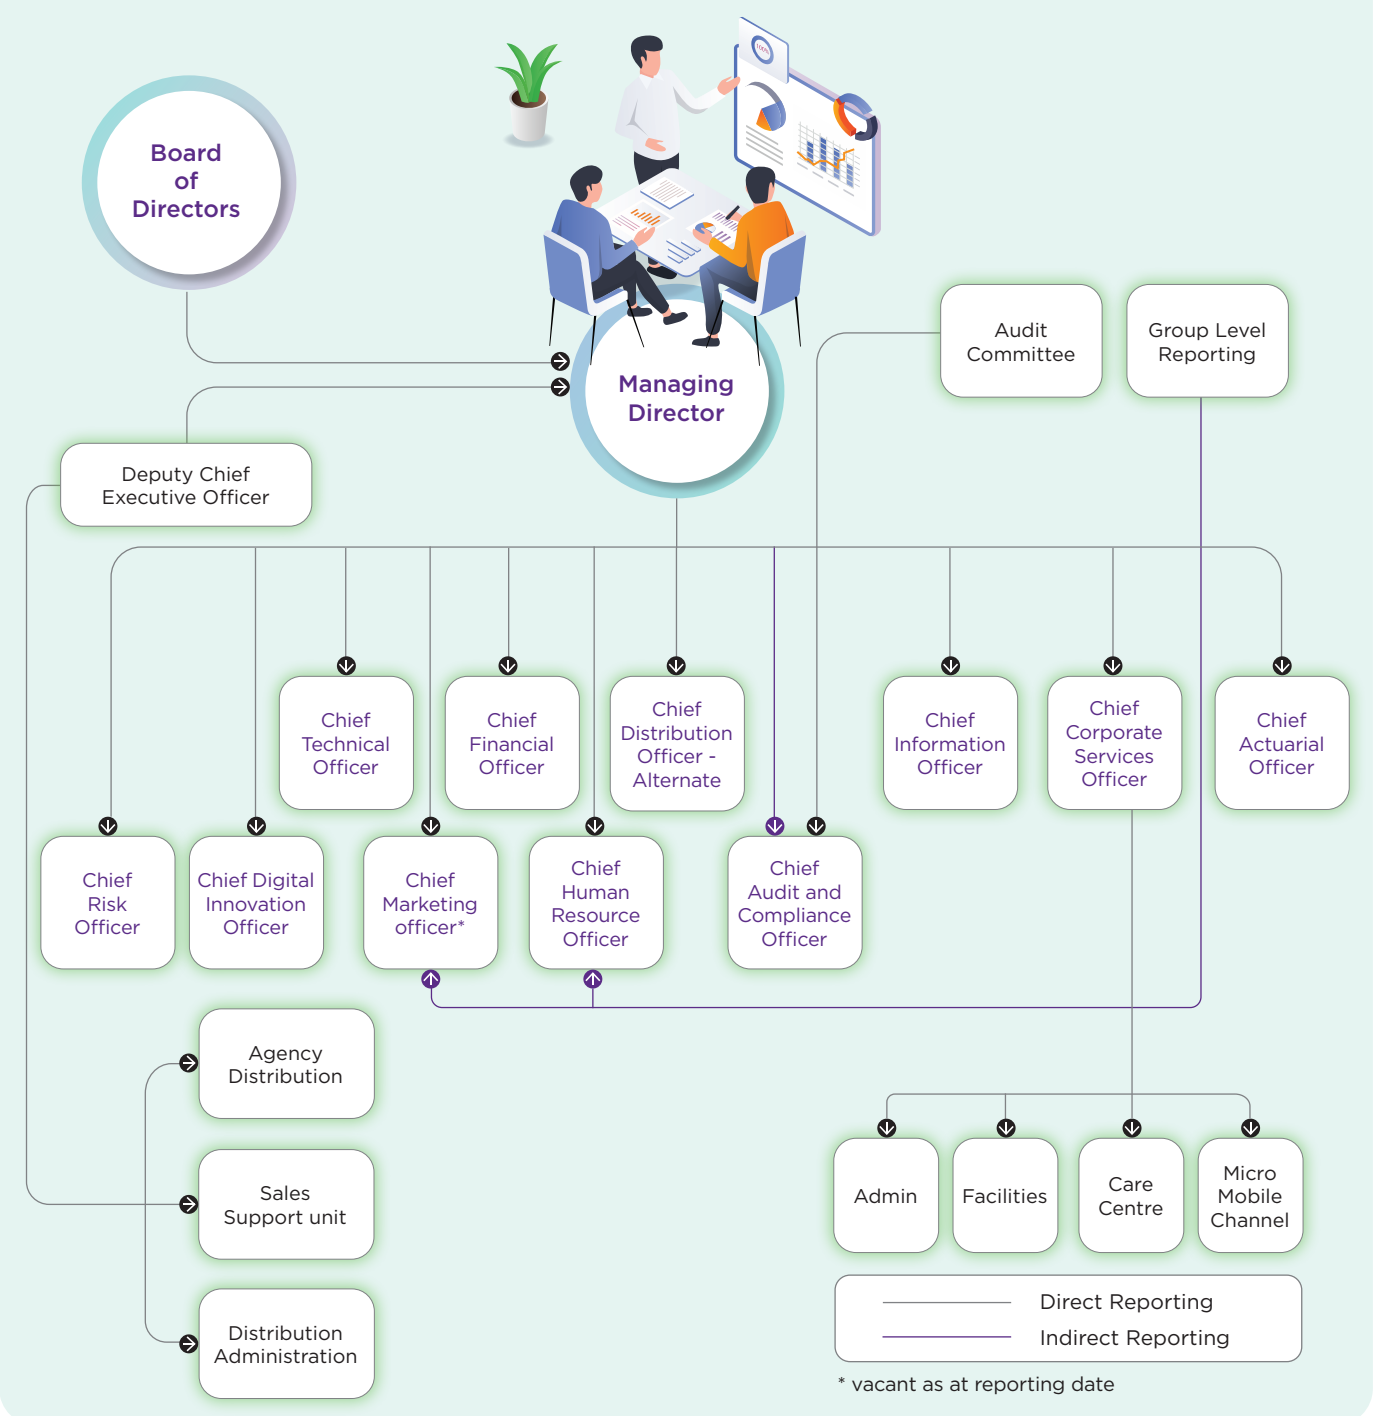 100%
Board
of
Directors
Managing
Director
Audit
Committee
Group Level
Reporting
Deputy Chief
Executive Officer
Chief
Technical
Officer
Chief
Financial
Officer
Chief
Distribution
Officer -
Alternate
Chief
Information
Officer
Chief
Corporate
Services
Officer
Chief
Actuarial
Officer
Chief
Risk
Officer
Chief Digital
Innovation
Officer
Chief
Marketing
officer*
Chief
Human
Resource
Officer
Chief
Audit and
Compliance
Officer
Agency
Distribution
Sales
Support unit
Distribution
Administration
Admin
Facilities
Care
Centre
Micro
Mobile
Channel
Direct Reporting
Indirect Reporting
* vacant as at reporting date